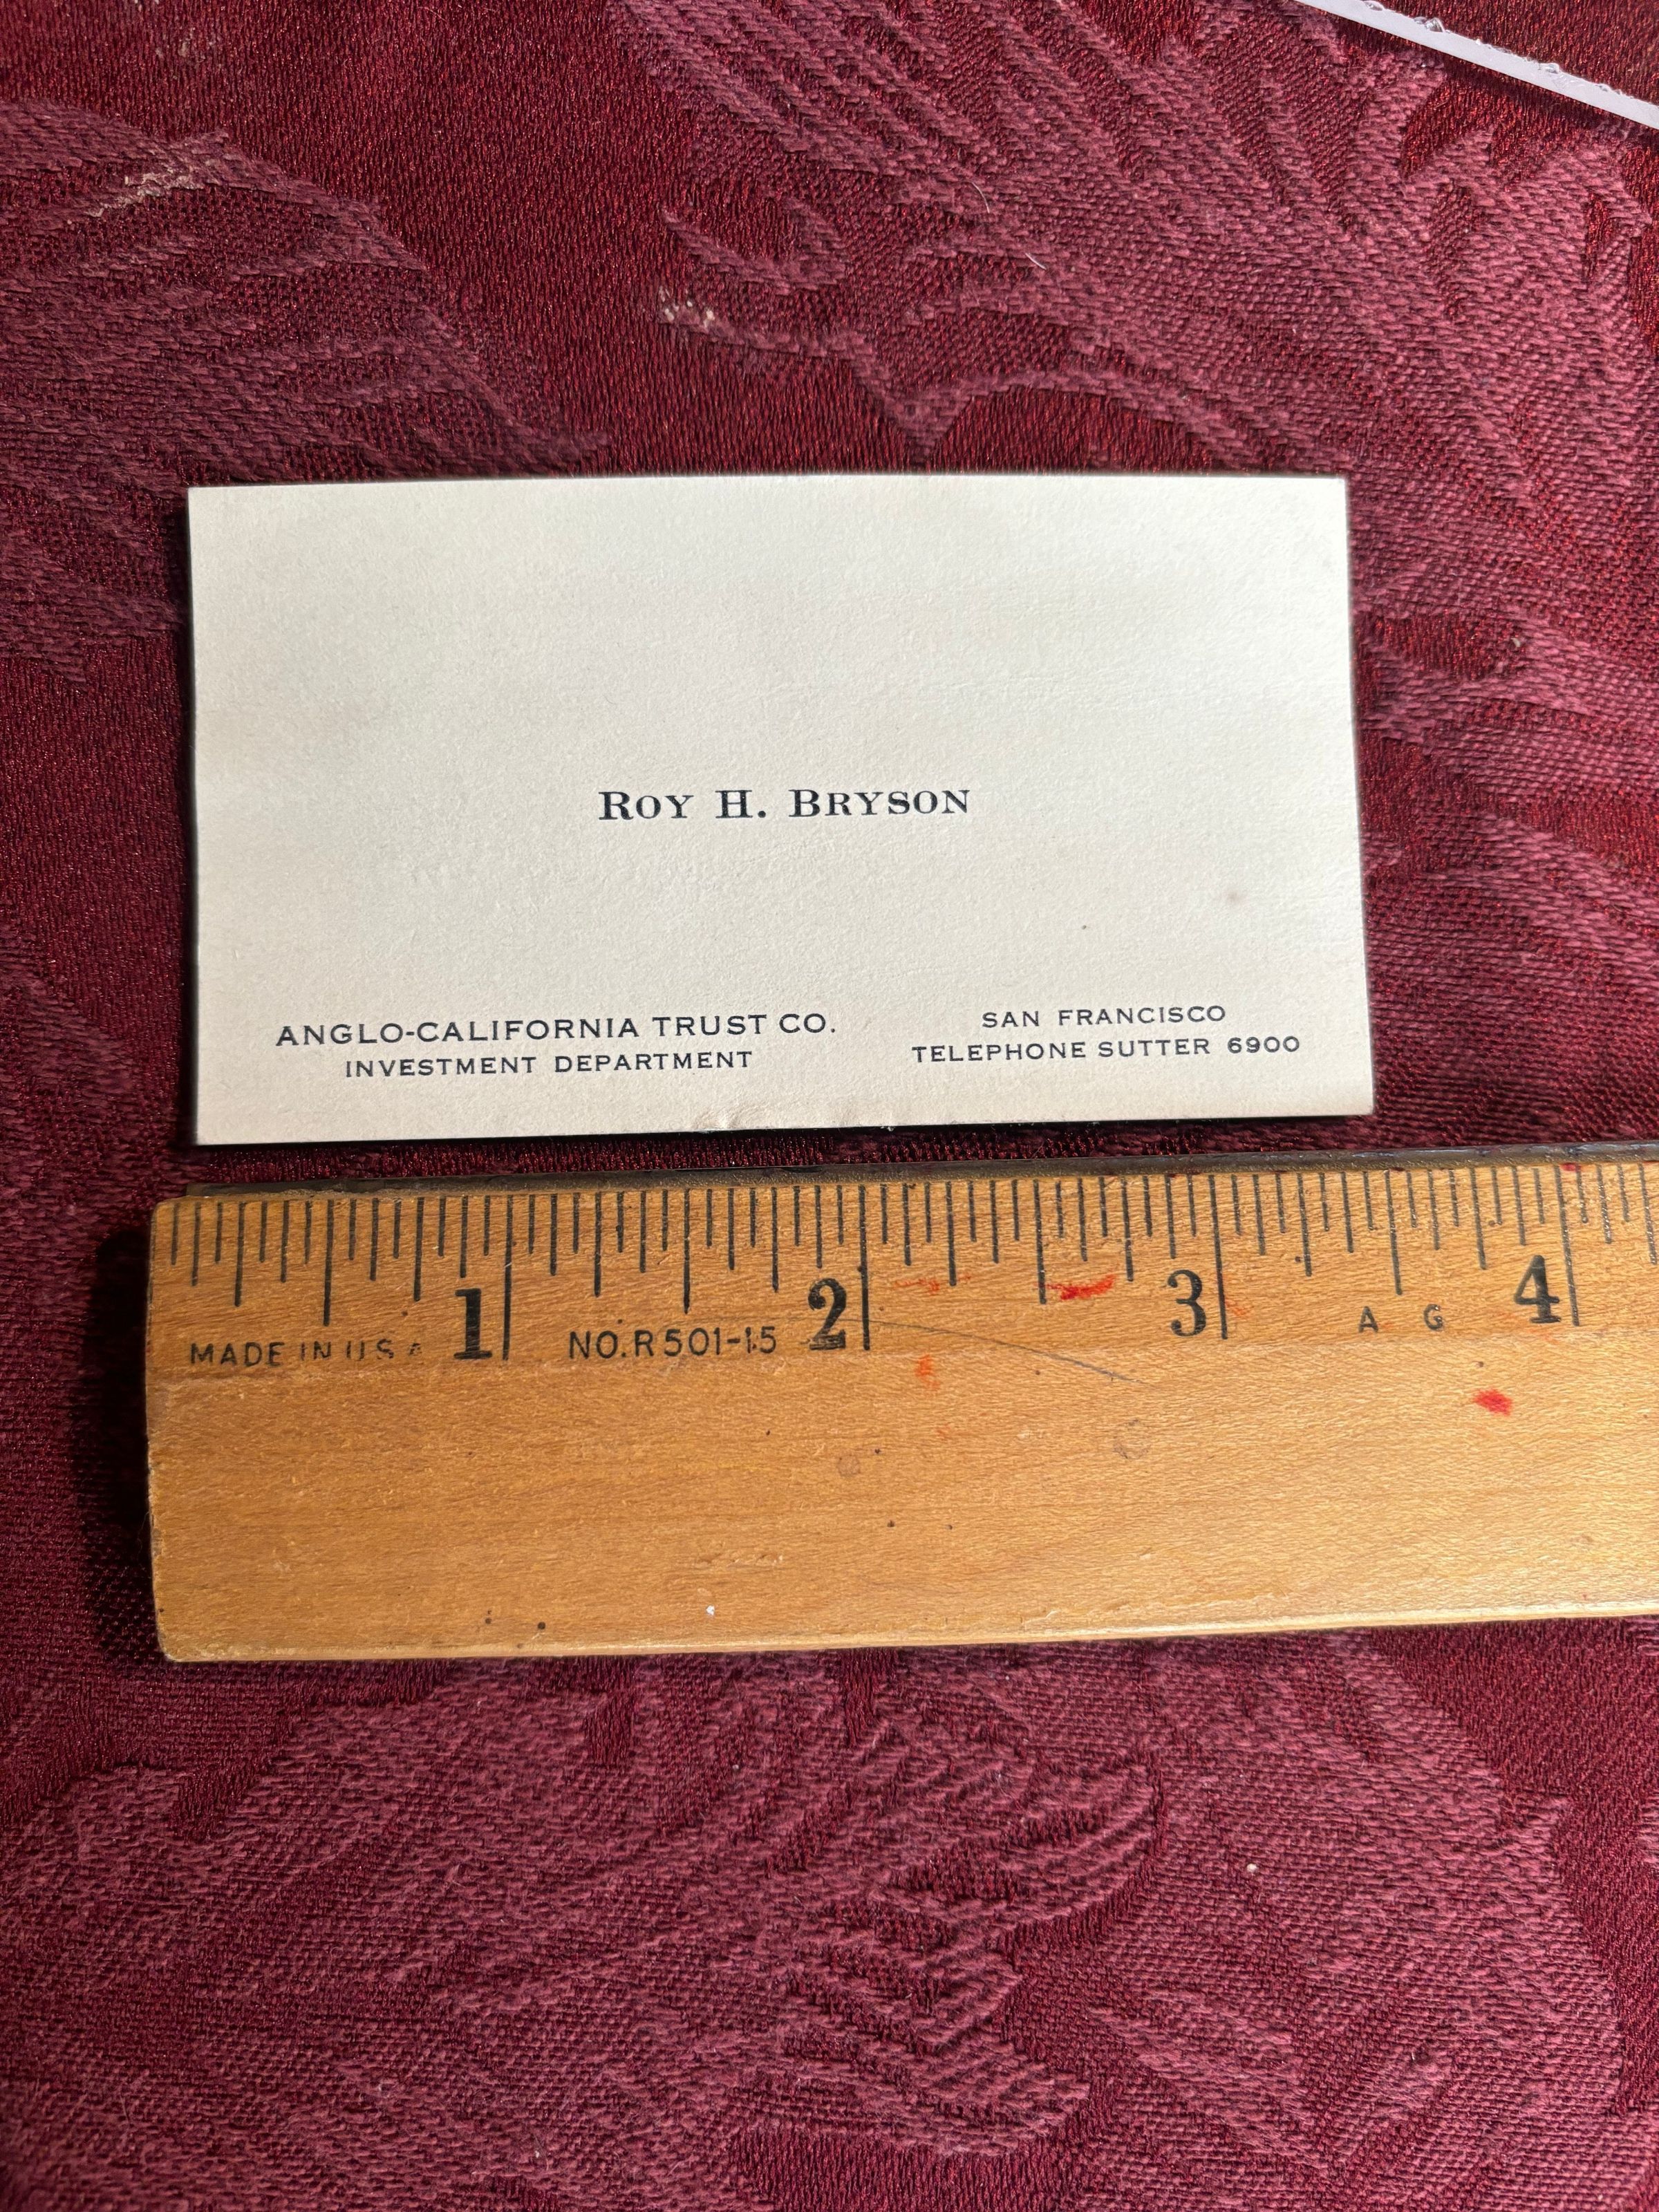 ROY H. BRYSON
ANGLO-CALIFORNIA TRUST CO.
INVESTMENT DEPARTMENT
SAN FRANCISCO
TELEPHONE SUTTER 6900
1 2 3 4
MADE IN U.S.A NO. R501-15 A G